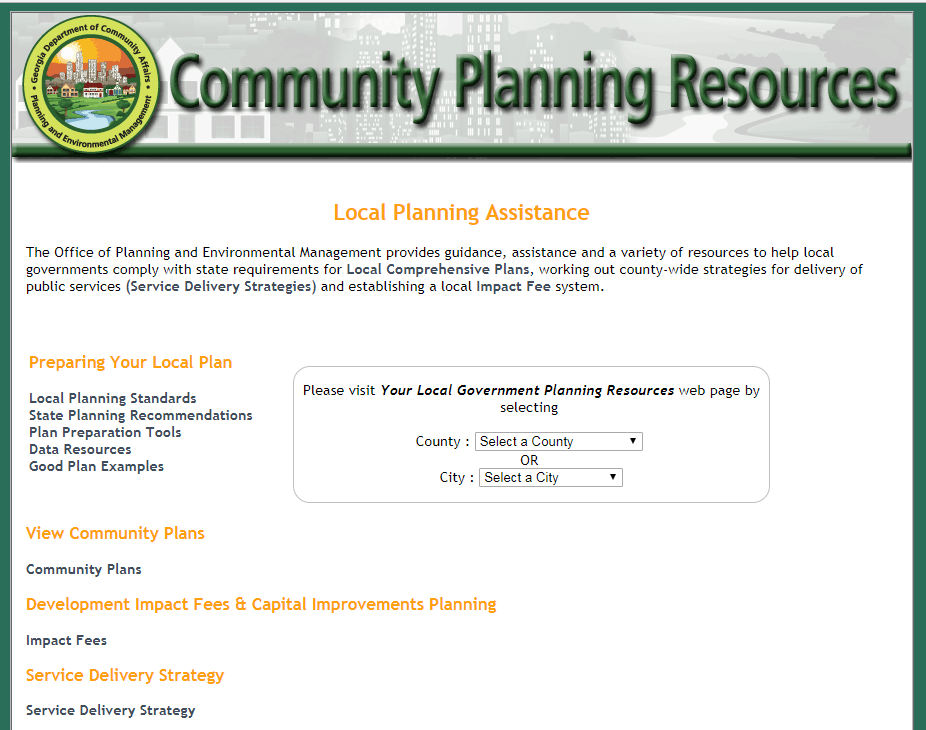 Georgia Department of Community Affairs
Planning and Environmental Management
Community Planning Resources
Local Planning Assistance
The Office of Planning and Environmental Management provides guidance, assistance and a variety of resources to help local
governments comply with state requirements for Local Comprehensive Plans, working out county-wide strategies for delivery of
public services (Service Delivery Strategies) and establishing a local Impact Fee system.
Preparing Your Local Plan
Local Planning Standards
State Planning Recommendations
Plan Preparation Tools
Data Resources
Good Plan Examples
Please visit Your Local Government Planning Resources web page by
selecting
County : Select a County
OR
City : Select a City
View Community Plans
Community Plans
Development Impact Fees & Capital Improvements Planning
Impact Fees
Service Delivery Strategy
Service Delivery Strategy